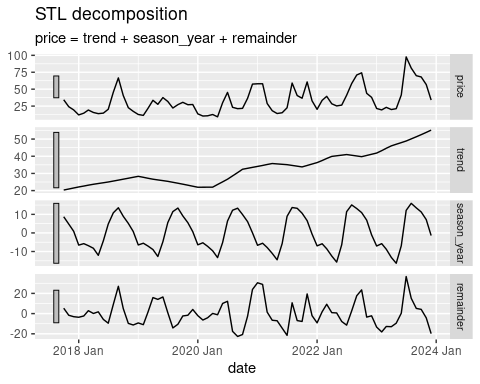 STL decomposition
price = trend + season_year + remainder
100
75
50
25
price
50
40
30
20
trend
10
0
-10
season_year
20
0
-20
remainder
2018 Jan 2020 Jan 2022 Jan 2024 Jan
date